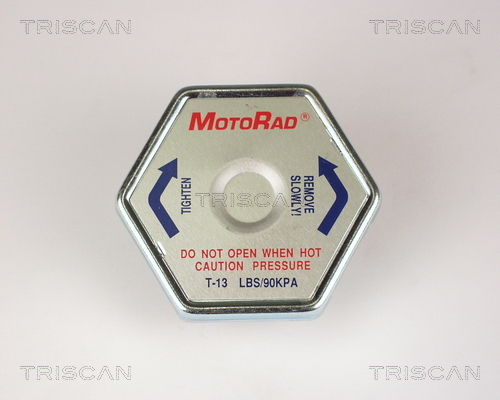 TRISCAN
TRISCAN
MOTORAD®
TIGHTEN
REMOVE
SLOWLY!
TRISCAN
DO NOT OPEN WHEN HOT
CAUTION PRESSURE
T-13 LBS/90KPA
TRISCAN
TRISCAN